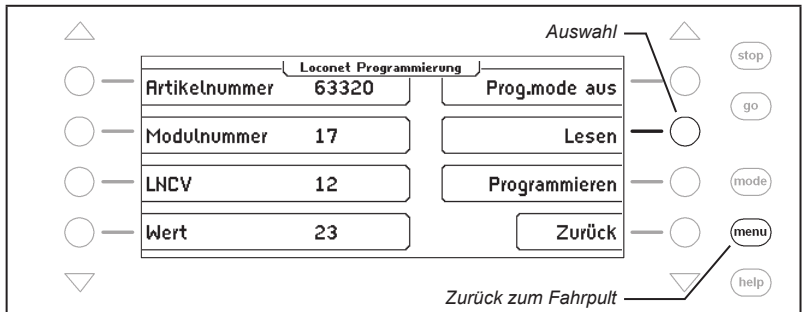 Auswahl
stop
Loconet Programmierung
Artikelnummer 63320 Prog.mode aus
go
Modulnummer 17 Lesen
LNCV 12 Programmieren
mode
Wert 23 Zurück
menu
help
Zurück zum Fahrpult